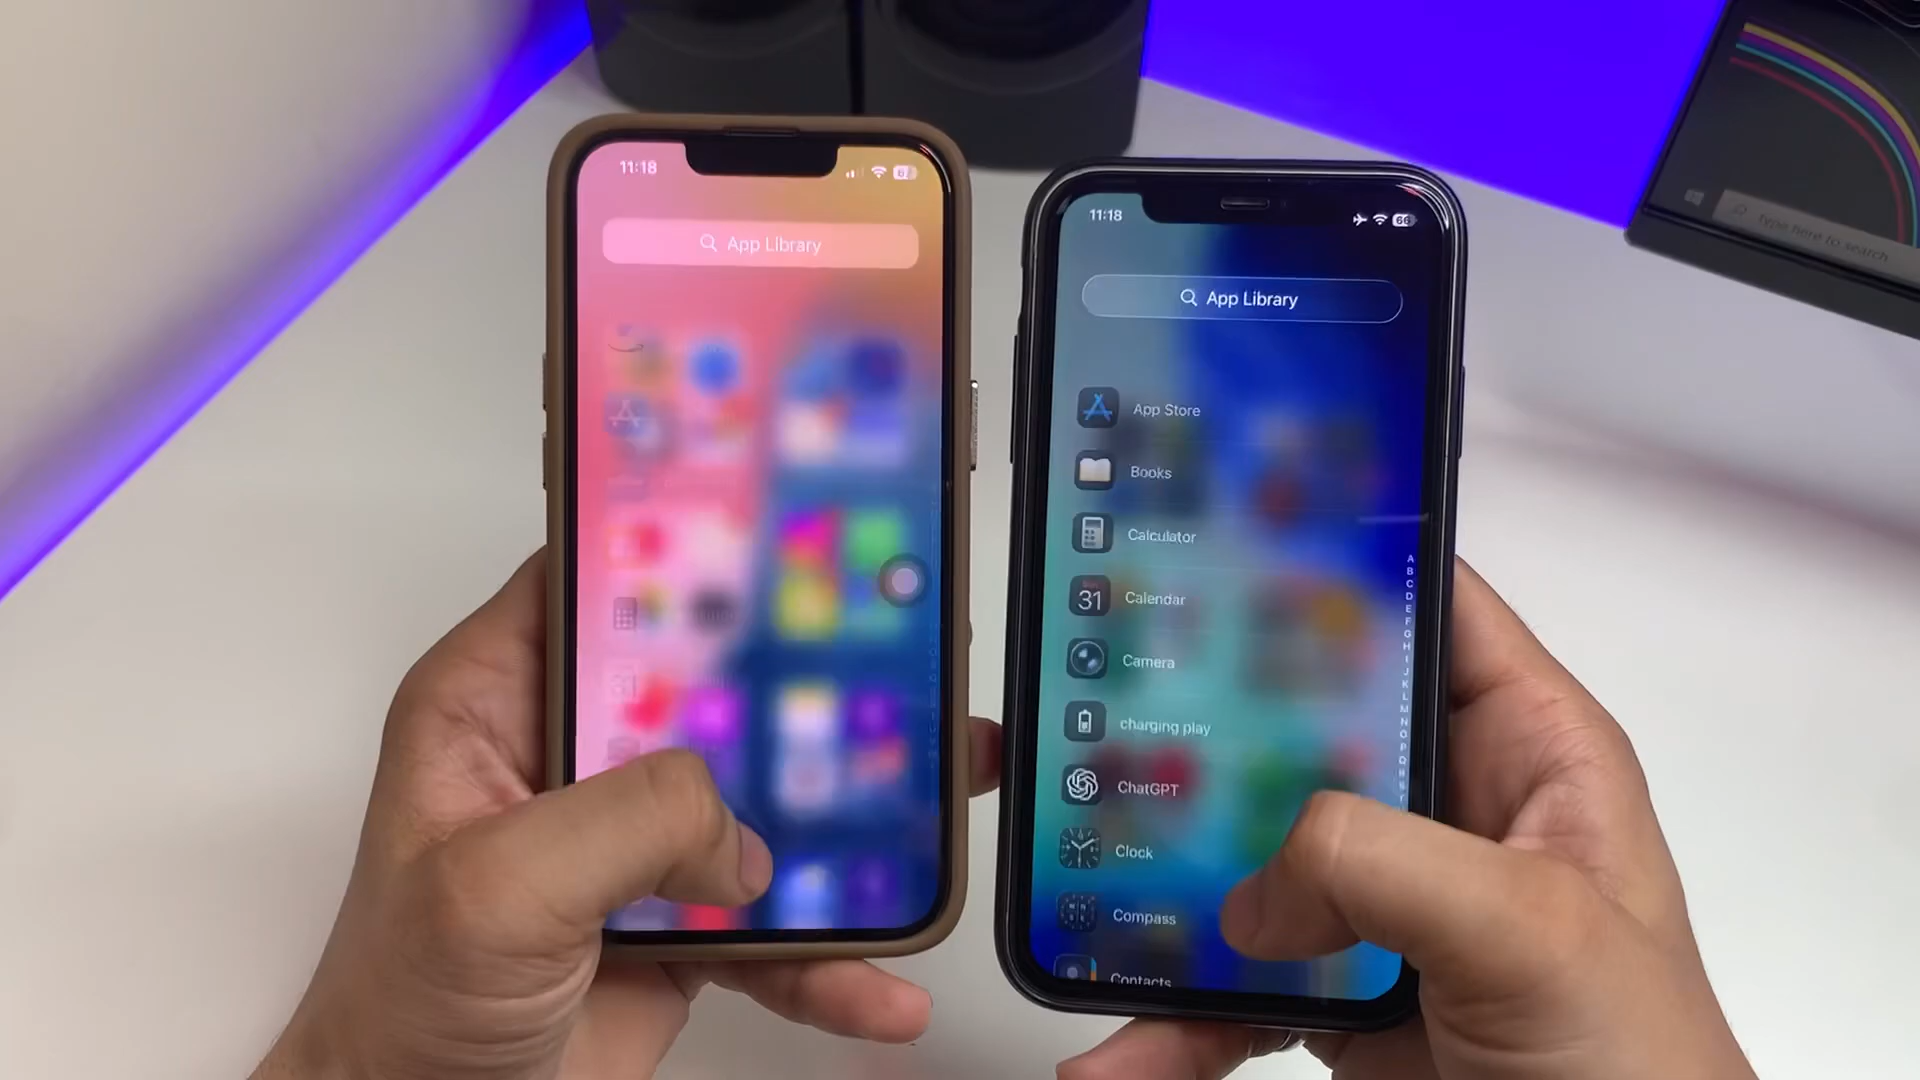 11:18
App Library
11:18
66
App Library
App Store
Books
Calculator
31
Calendar
Camera
charging play
ChatGPT
Clock
Compass
Contacts
A
B
C
D
E
F
G
H
I
J
K
L
M
N
O
P
Q
R
S
type here to search